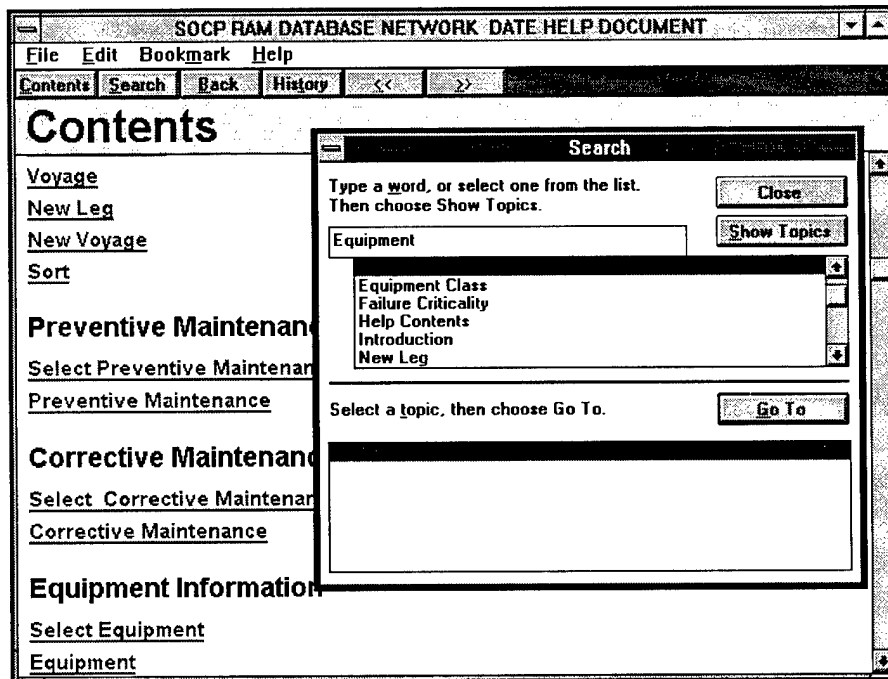 SOCP RAM DATABASE NETWORK DATE HELP DOCUMENT
File Edit Bookmark Help
Contents Search Back History << >>
Contents
Voyage
New Leg
New Voyage
Sort
Preventive Maintenan
Select Preventive Maintenan
Preventive Maintenance
Corrective Maintenan
Select Corrective Maintenan
Corrective Maintenance
Equipment Information
Select Equipment
Equipment
Search
Type a word, or select one from the list.
Then choose Show Topics.
Close
Show Topics
Equipment
Equipment Class
Failure Criticality
Help Contents
Introduction
New Leg
Select a topic, then choose Go To.
Go To